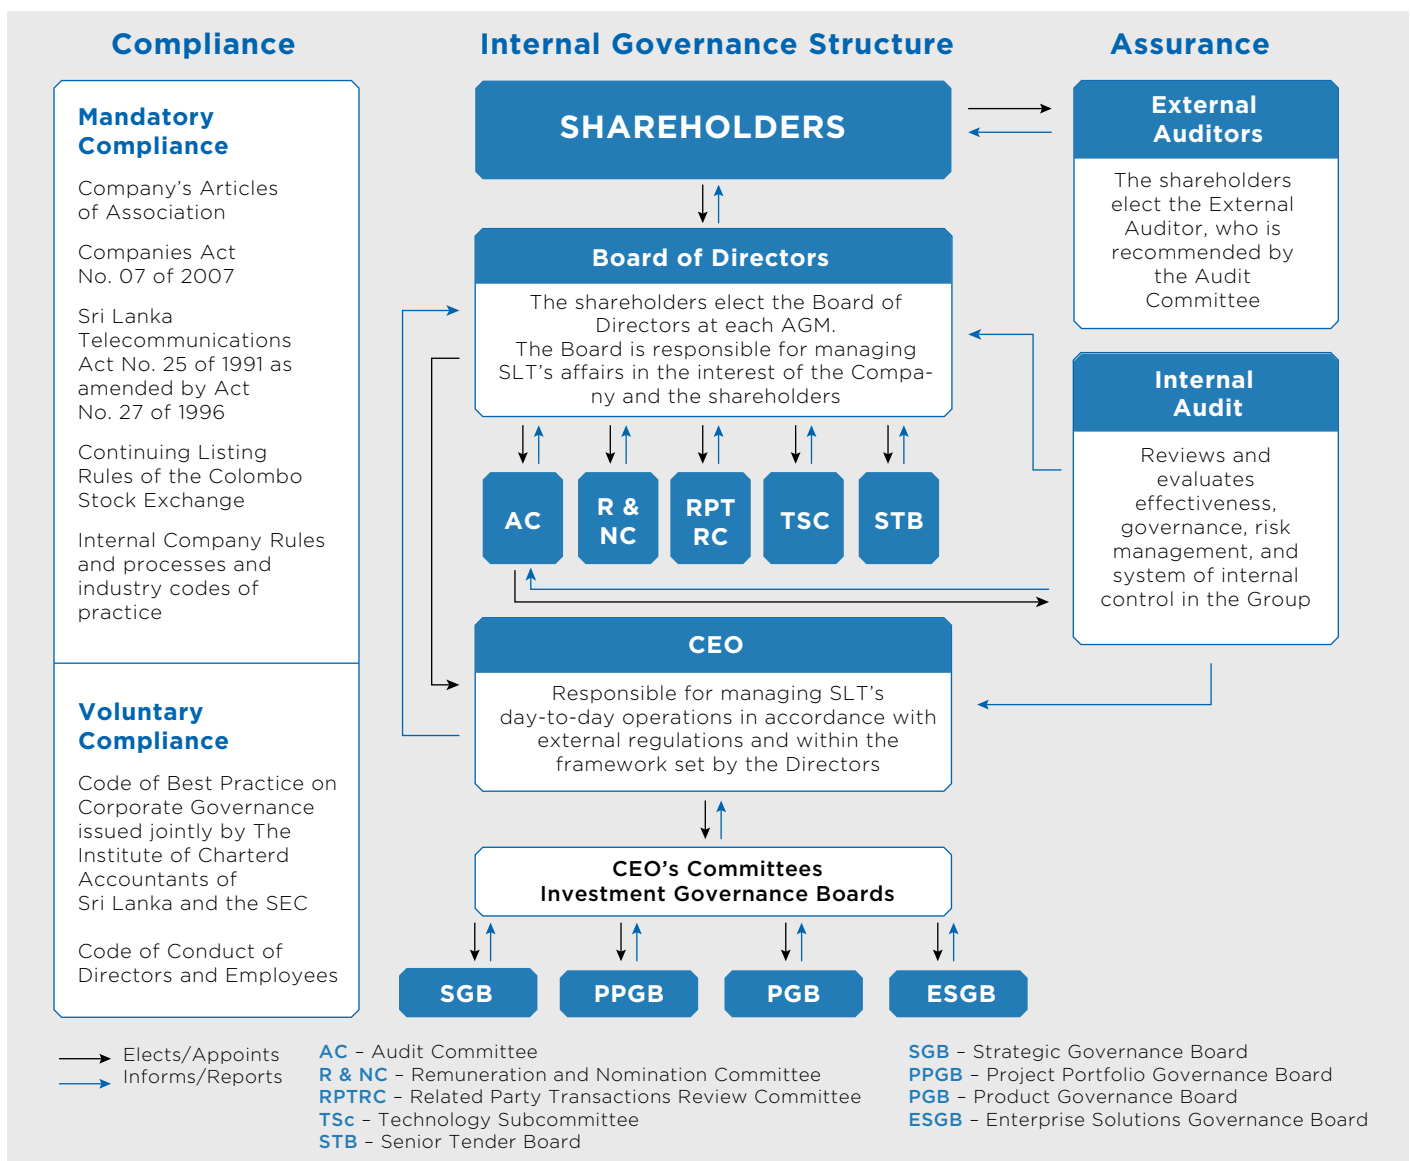 Compliance
Mandatory
Compliance
Company’s Articles
of Association
Companies Act
No. 07 of 2007
Sri Lanka
Telecommunications
Act No. 25 of 1991 as
amended by Act
No. 27 of 1996
Continuing Listing
Rules of the Colombo
Stock Exchange
Internal Company Rules
and processes and
industry codes of
practice
Voluntary
Compliance
Code of Best Practice on
Corporate Governance
issued jointly by The
Institute of Charterd
Accountants of
Sri Lanka and the SEC
Code of Conduct of
Directors and Employees
Internal Governance Structure
SHAREHOLDERS
Board of Directors
The shareholders elect the Board of
Directors at each AGM.
The Board is responsible for managing
SLT’s affairs in the interest of the Compa-
ny and the shareholders
AC
R &
NC
RPT
RC
TSC
STB
CEO
Responsible for managing SLT’s
day-to-day operations in accordance with
external regulations and within the
framework set by the Directors
CEO’s Committees
Investment Governance Boards
SGB
PPGB
PGB
ESGB
Assurance
External
Auditors
The shareholders
elect the External
Auditor, who is
recommended by
the Audit
Committee
Internal
Audit
Reviews and
evaluates
effectiveness,
governance, risk
management, and
system of internal
control in the Group
Elects/Appoints
Informs/Reports
AC – Audit Committee
R & NC – Remuneration and Nomination Committee
RPTRC – Related Party Transactions Review Committee
TSc – Technology Subcommittee
STB – Senior Tender Board
SGB – Strategic Governance Board
PPGB – Project Portfolio Governance Board
PGB – Product Governance Board
ESGB – Enterprise Solutions Governance Board